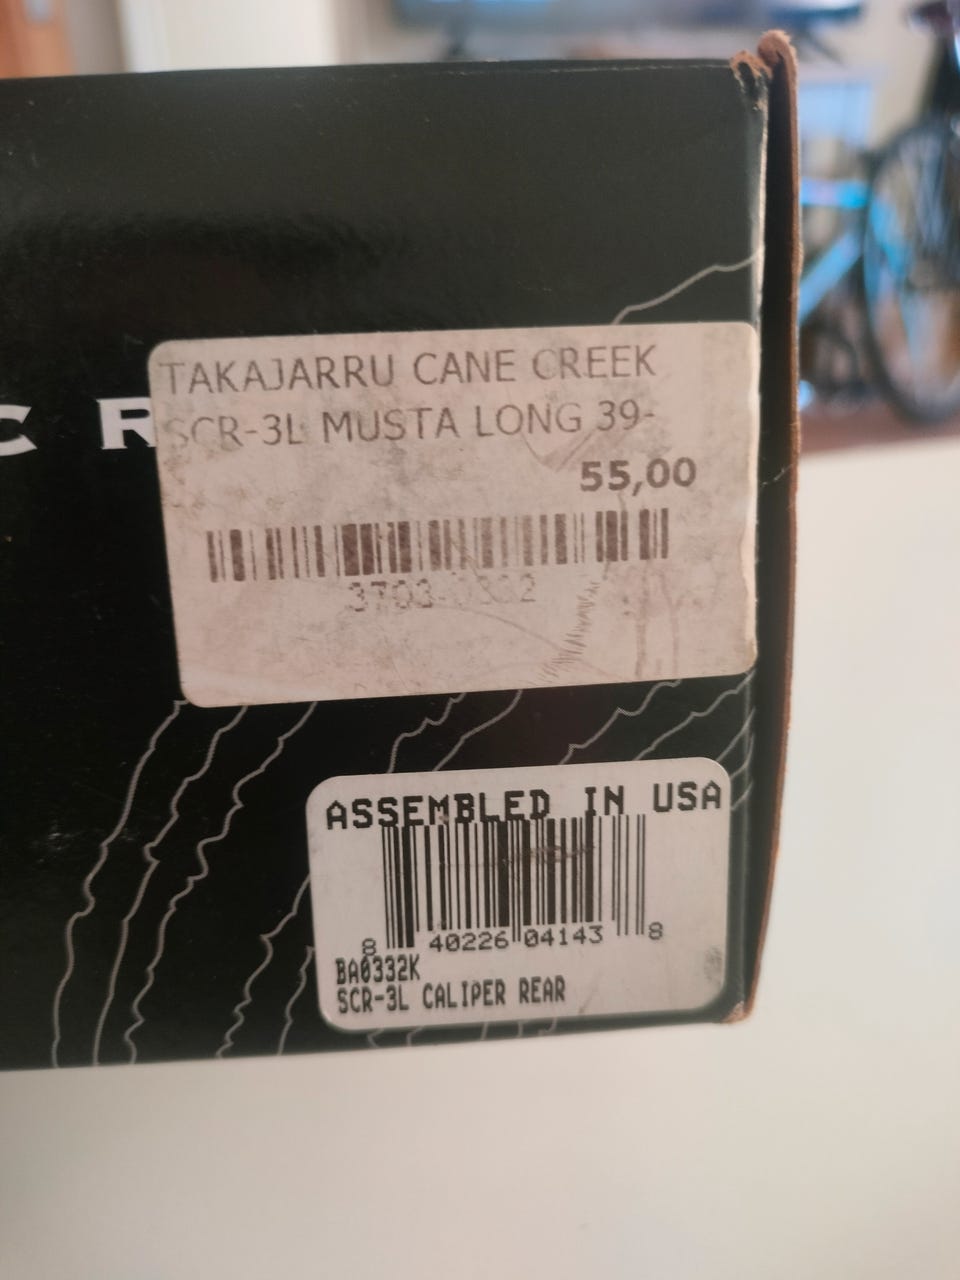 C R
TAKAJARRU CANE CREEK
SCR-3L MUSTA LONG 39-
55,00
ASSEMBLED IN USA
8 40226 04143 8
BA0332K
SCR-3L CALIPER REAR